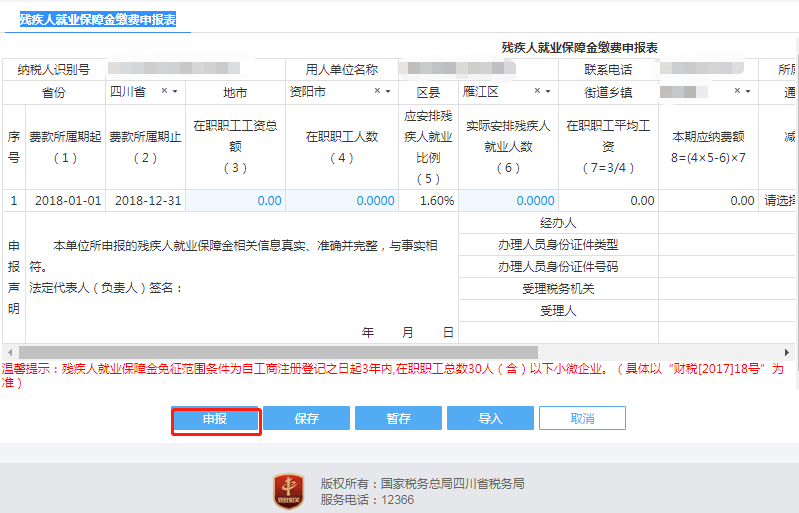 残疾人就业保障金缴费申报表
残疾人就业保障金缴费申报表
纳税人识别号 用人单位名称 联系电话 所属
省份 四川省 × 地市 资阳市 × 区县 雁江区 × 街道乡镇 × 通
序号 费款所属期起（1） 费款所属期止（2） 在职职工工资总额（3） 在职职工人数（4） 应安排残疾人就业比例（5） 实际安排残疾人就业人数（6） 在职职工平均工资（7=3/4） 本期应纳费额 8=(4×5-6)×7 减
1 2018-01-01 2018-12-31 0.00 0.0000 1.60% 0.0000 0.00 0.00 请选择
申报声明
本单位所申报的残疾人就业保障金相关信息真实、准确并完整，与事实相
符。
法定代表人（负责人）签名：
年 月 日
经办人
办理人员身份证件类型
办理人员身份证件号码
受理税务机关
受理人
温馨提示：残疾人就业保障金免征范围条件为自工商注册登记之日起3年内,在职职工总数30人（含）以下小微企业。（具体以“财税[2017]18号”为
准）
申报 保存 暂存 导入 取消
版权所有：国家税务总局四川省税务局
服务电话：12366